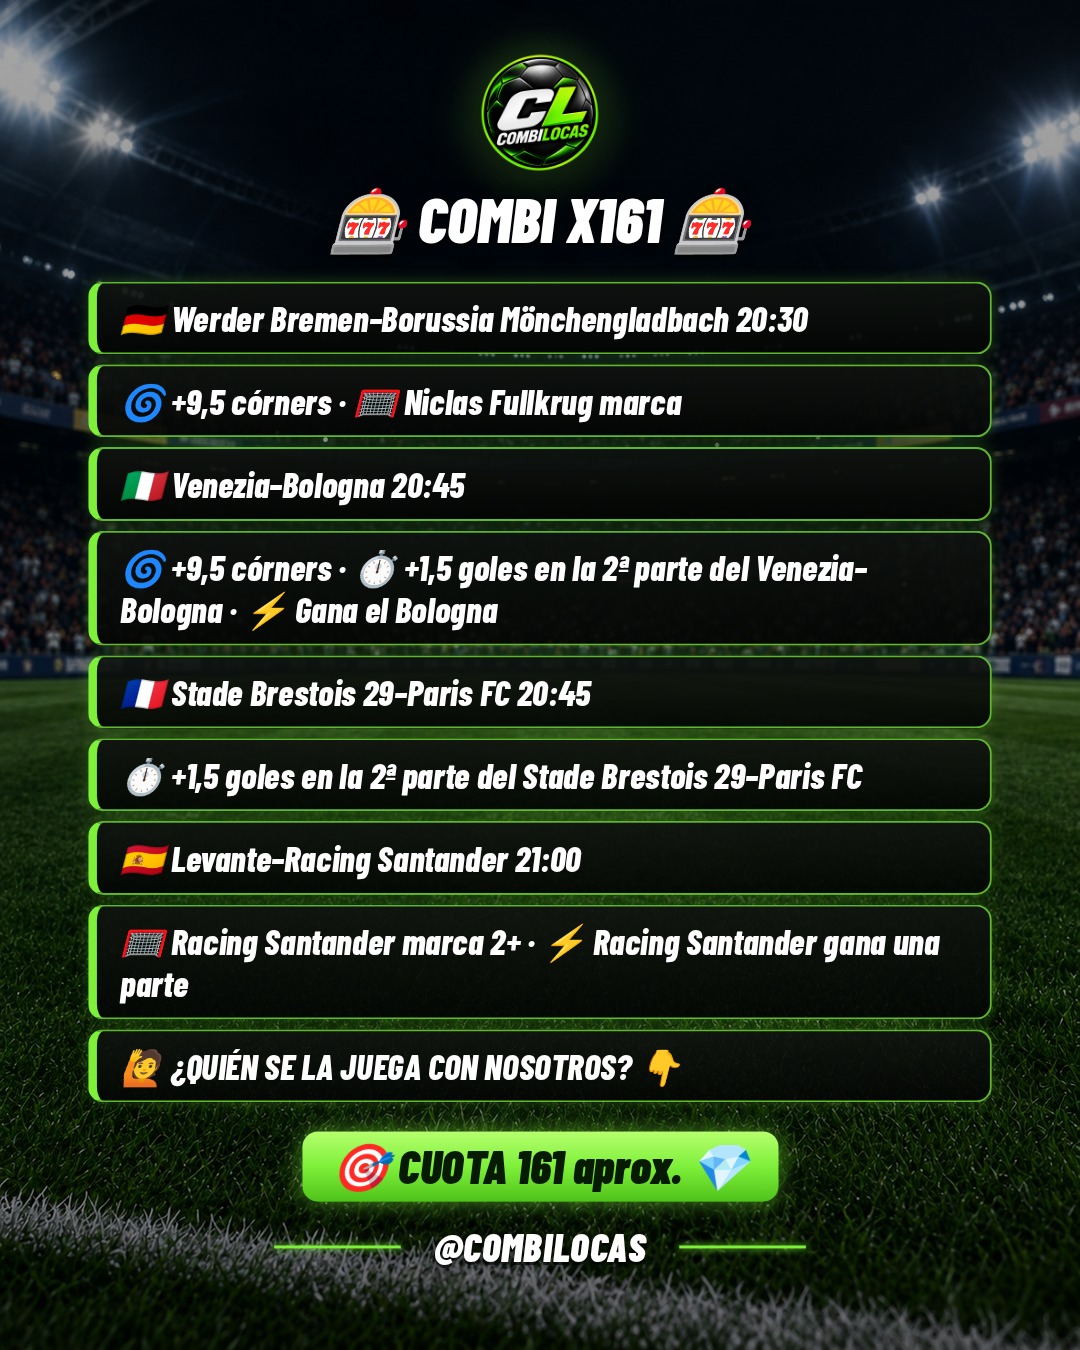 CL
COMBILOCAS
🎰 COMBI X161 🎰
🇩🇪 Werder Bremen-Borussia Mönchengladbach 20:30
🌀 +9,5 córners · 🥅 Niclas Fullkrug marca
🇮🇹 Venezia-Bologna 20:45
🌀 +9,5 córners · ⏱️ +1,5 goles en la 2ª parte del Venezia-
Bologna · ⚡ Gana el Bologna
🇫🇷 Stade Brestois 29-Paris FC 20:45
⏱️ +1,5 goles en la 2ª parte del Stade Brestois 29-Paris FC
🇪🇸 Levante-Racing Santander 21:00
🥅 Racing Santander marca 2+ · ⚡ Racing Santander gana una
parte
🙋 ¿QUIÉN SE LA JUEGA CON NOSOTROS? 👇
🎯 CUOTA 161 aprox. 💎
@COMBILOCAS